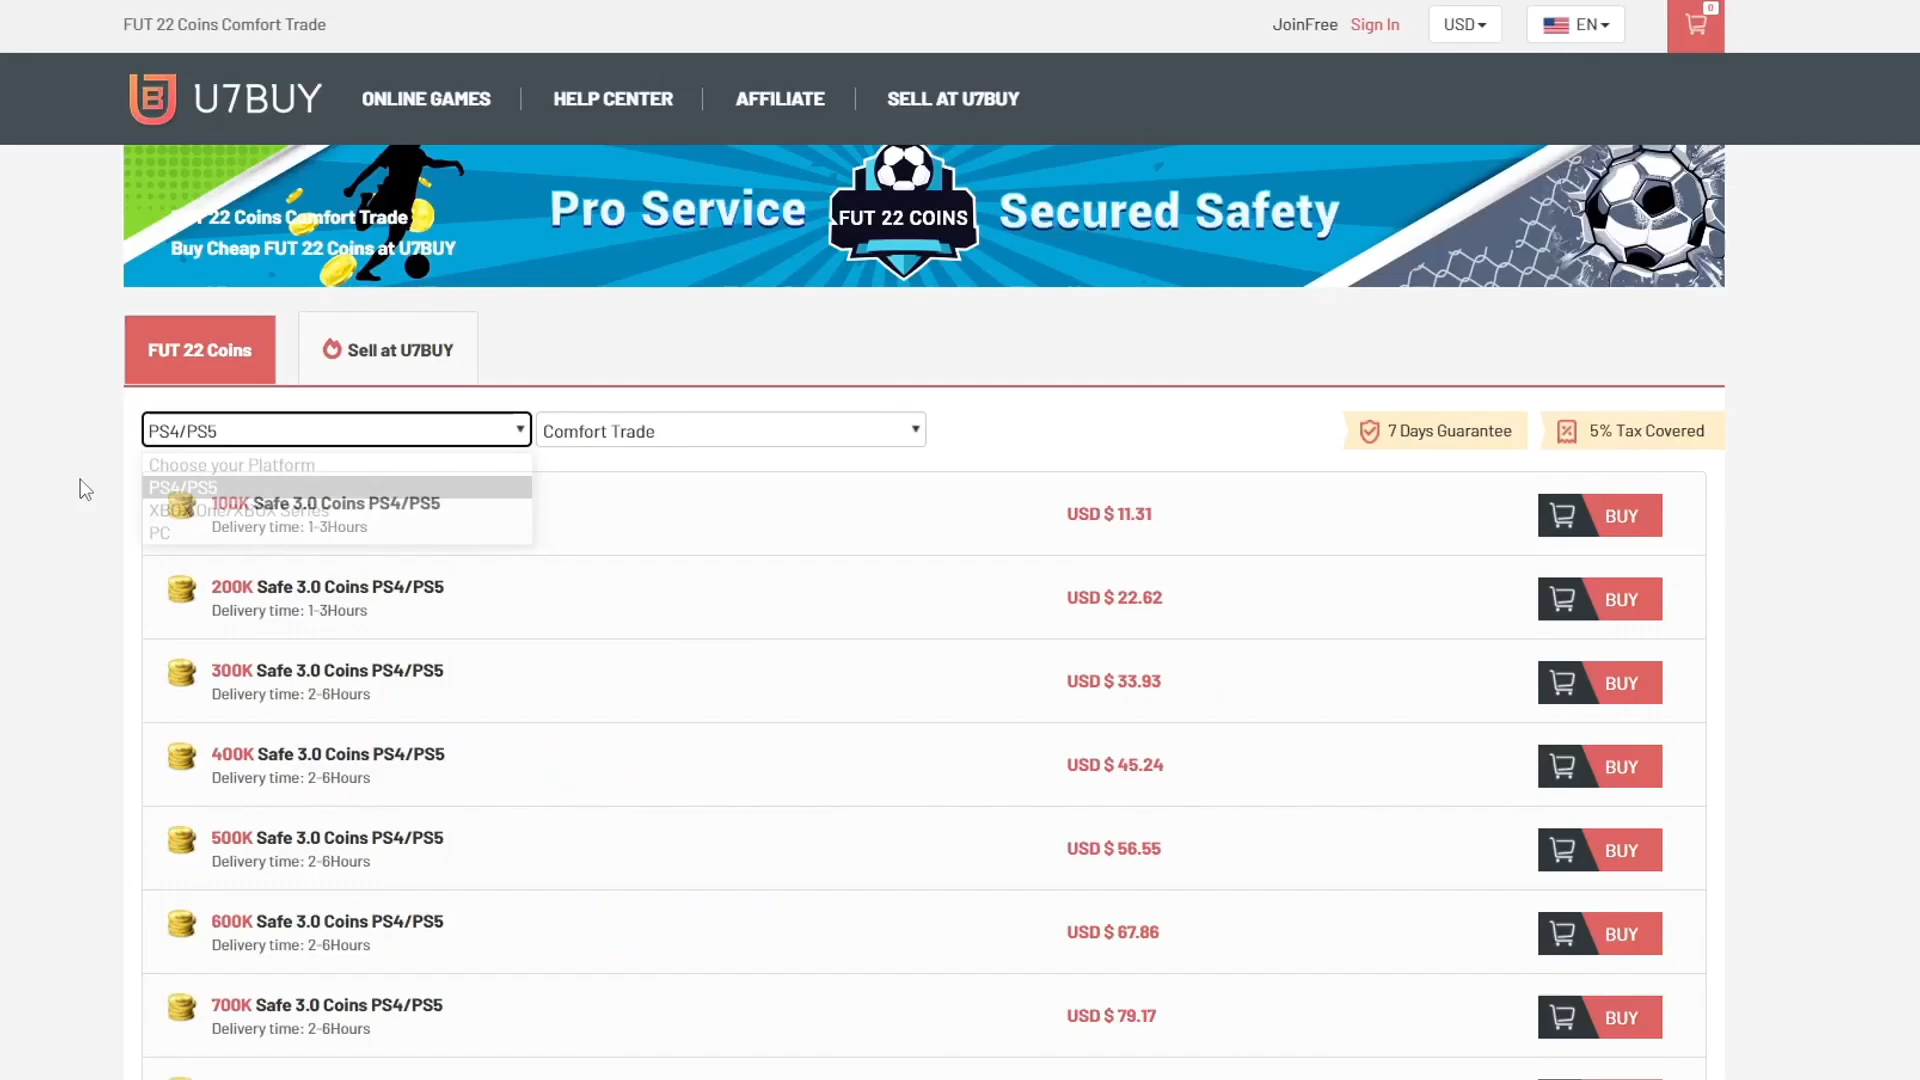 FUT 22 Coins Comfort Trade
JoinFree Sign In USD EN 0
U7BUY ONLINE GAMES HELP CENTER AFFILIATE SELL AT U7BUY
22 Coins Comfort Trade
Buy Cheap FUT 22 Coins at U7BUY
Pro Service FUT 22 COINS Secured Safety
FUT 22 Coins Sell at U7BUY
PS4/PS5 Comfort Trade 7 Days Guarantee 5% Tax Covered
Choose your Platform
PS4/PS5
XBOX One/XBOX Series
PC
100K Safe 3.0 Coins PS4/PS5
Delivery time: 1-3Hours
USD $ 11.31 BUY
200K Safe 3.0 Coins PS4/PS5
Delivery time: 1-3Hours
USD $ 22.62 BUY
300K Safe 3.0 Coins PS4/PS5
Delivery time: 2-6Hours
USD $ 33.93 BUY
400K Safe 3.0 Coins PS4/PS5
Delivery time: 2-6Hours
USD $ 45.24 BUY
500K Safe 3.0 Coins PS4/PS5
Delivery time: 2-6Hours
USD $ 56.55 BUY
600K Safe 3.0 Coins PS4/PS5
Delivery time: 2-6Hours
USD $ 67.86 BUY
700K Safe 3.0 Coins PS4/PS5
Delivery time: 2-6Hours
USD $ 79.17 BUY